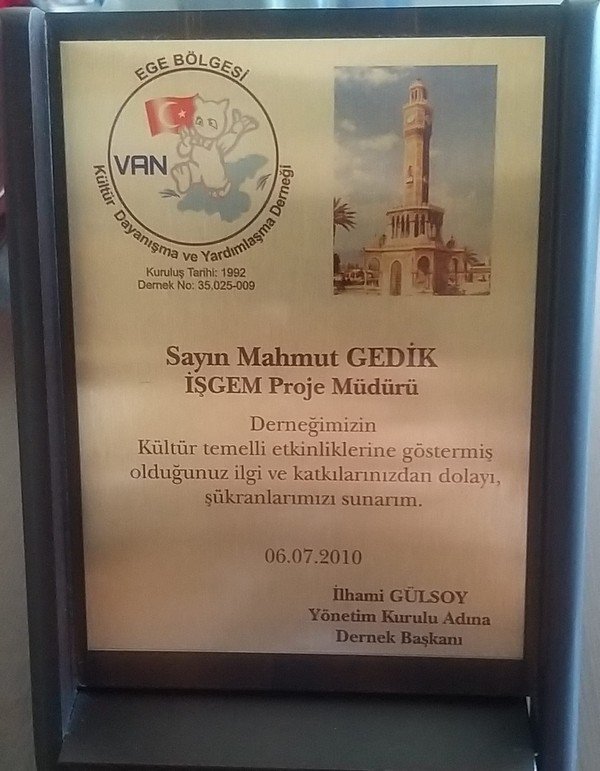 EGE BÖLGESİ
VAN
Kültür Dayanışma ve Yardımlaşma Derneği
Kuruluş Tarihi: 1992
Dernek No: 35.025-009
Sayın Mahmut GEDİK
İŞGEM Proje Müdürü
Derneğimizin
Kültür temelli etkinliklerine göstermiş
olduğunuz ilgi ve katkılarınızdan dolayı,
şükranlarımızı sunarım.
06.07.2010
İlhami GÜLSOY
Yönetim Kurulu Adına
Dernek Başkanı